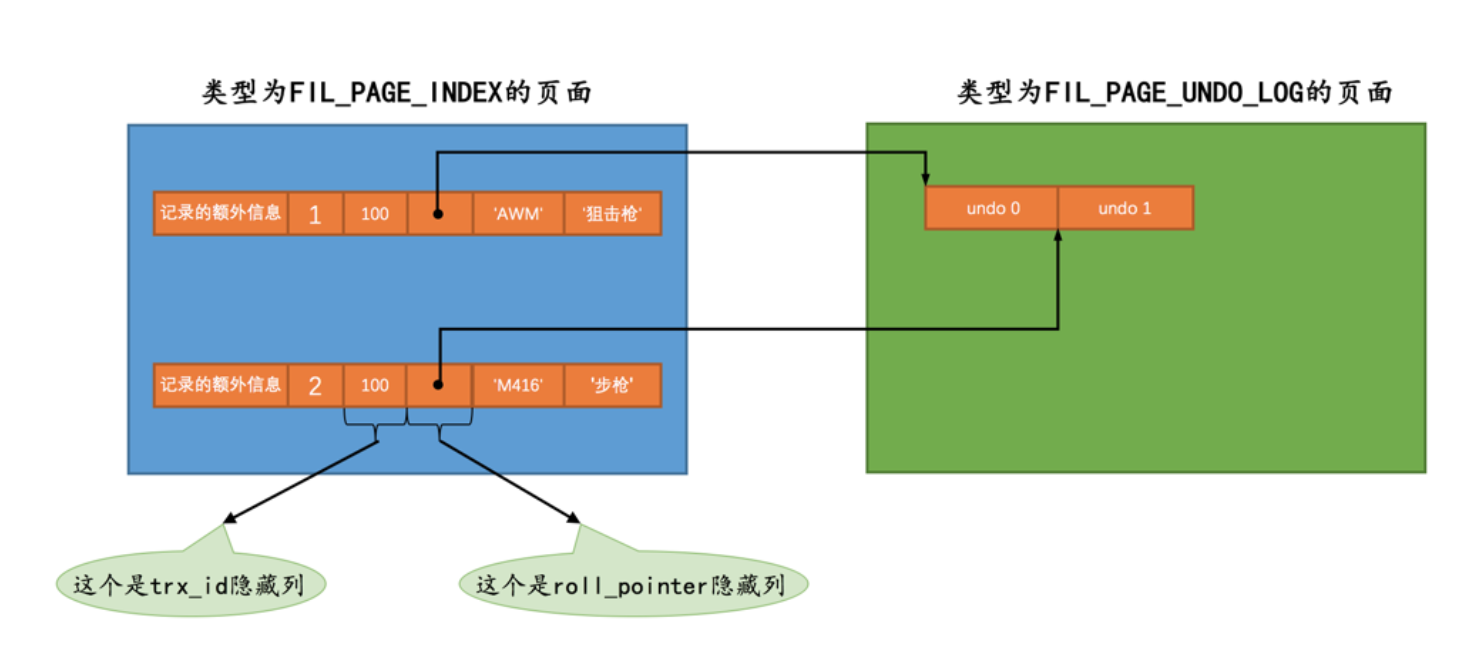 类型为FIL_PAGE_INDEX的页面
类型为FIL_PAGE_UNDO_LOG的页面
记录的额外信息 1 100 'AWM' '狙击枪'
undo 0 undo 1
记录的额外信息 2 100 'M416' '步枪'
这个是trx_id隐藏列
这个是roll_pointer隐藏列